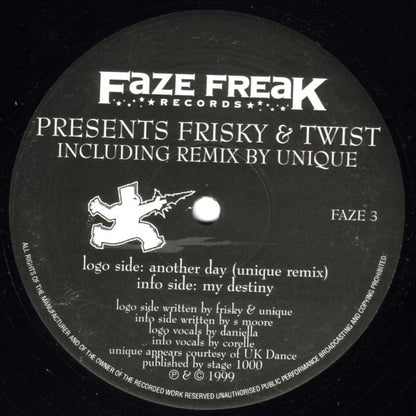 FAZE FREAK
RECORDS
PRESENTS FRISKY & TWIST
INCLUDING REMIX BY UNIQUE
FAZE 3
logo side: another day (unique remix)
info side: my destiny
logo side written by frisky & unique
info side written by s moore
logo vocals by daniella
info vocals by corelle
unique appears courtesy of UK Dance
published by stage 1000
℗ & © 1999
ALL RIGHTS OF THE MANUFACTURER AND OF THE OWNER OF THE RECORDED WORK RESERVED UNAUTHORISED PUBLIC PERFORMANCE BROADCASTING AND COPYING PROHIBITED.